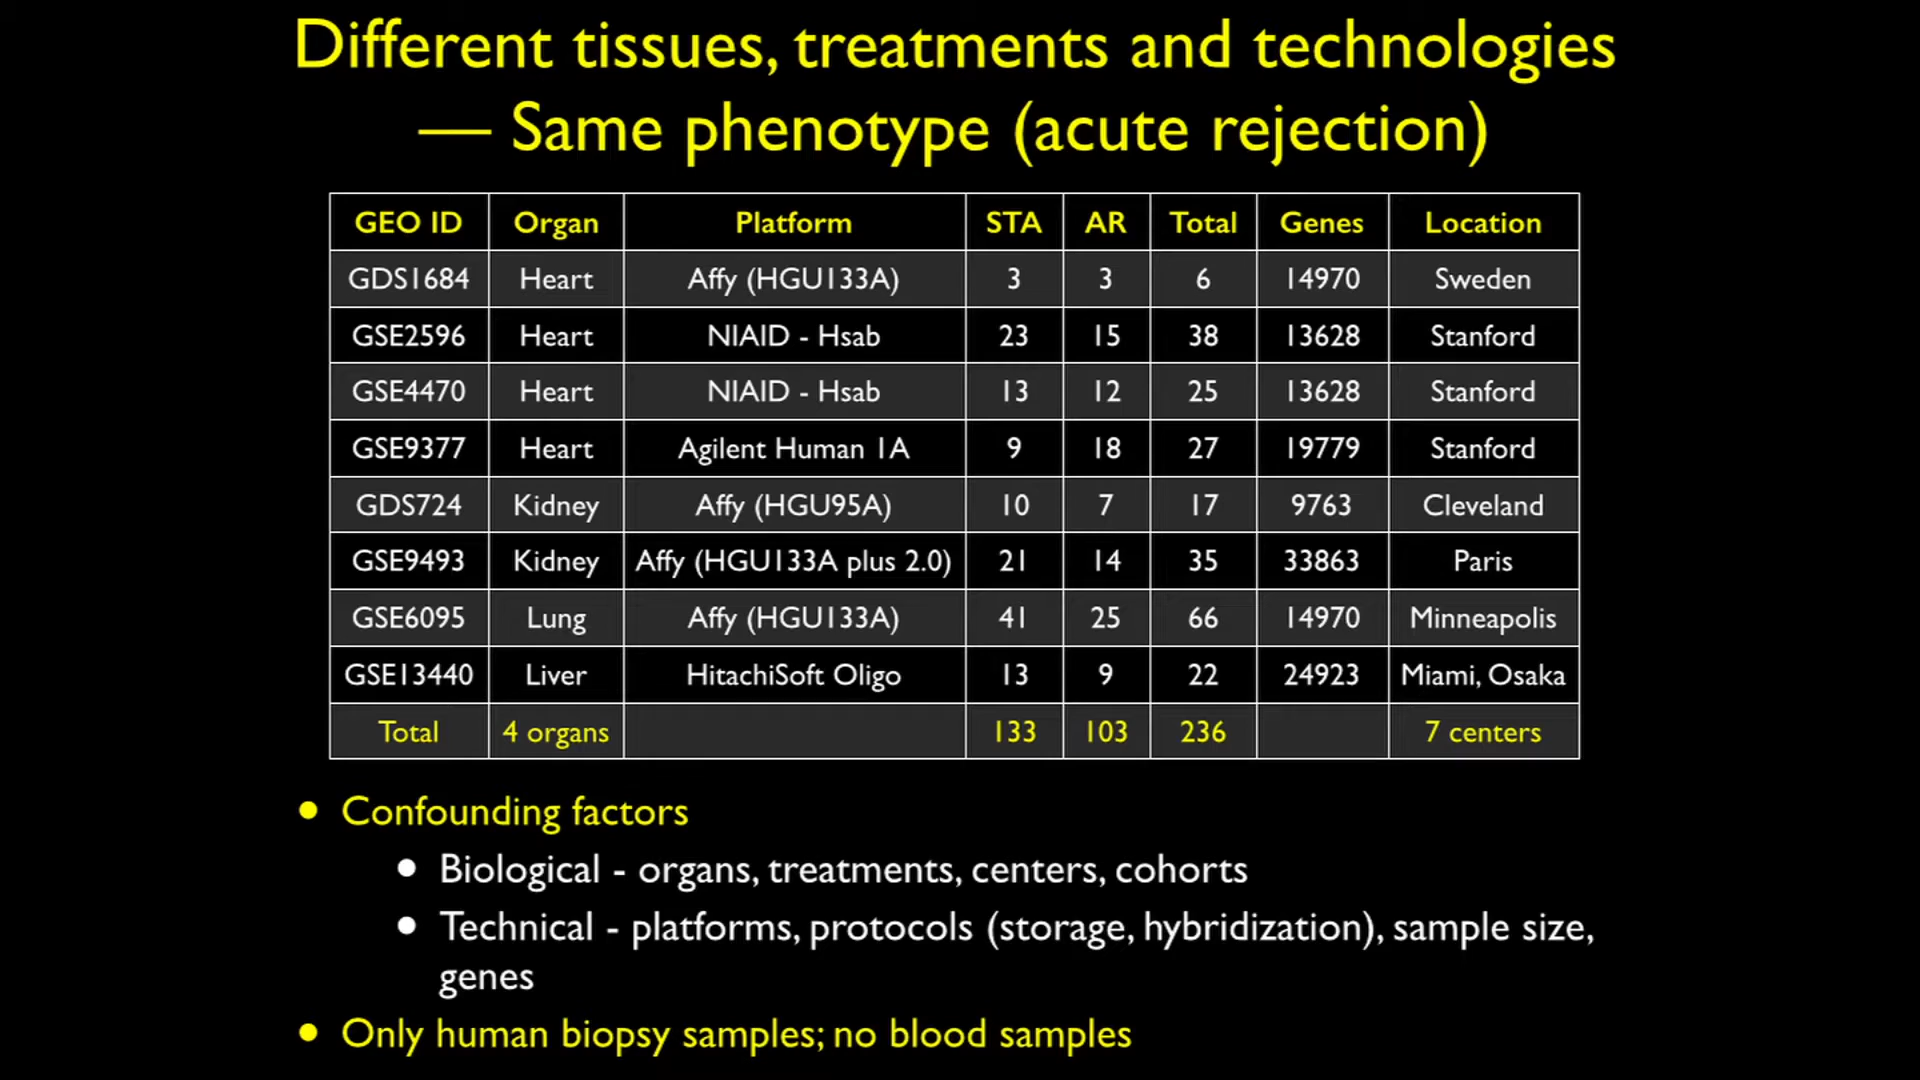 Different tissues, treatments and technologies
— Same phenotype (acute rejection)
GEO ID Organ Platform STA AR Total Genes Location
GDS1684 Heart Affy (HGU133A) 3 3 6 14970 Sweden
GSE2596 Heart NIAID - Hsab 23 15 38 13628 Stanford
GSE4470 Heart NIAID - Hsab 13 12 25 13628 Stanford
GSE9377 Heart Agilent Human 1A 9 18 27 19779 Stanford
GDS724 Kidney Affy (HGU95A) 10 7 17 9763 Cleveland
GSE9493 Kidney Affy (HGU133A plus 2.0) 21 14 35 33863 Paris
GSE6095 Lung Affy (HGU133A) 41 25 66 14970 Minneapolis
GSE13440 Liver HitachiSoft Oligo 13 9 22 24923 Miami, Osaka
Total 4 organs 133 103 236 7 centers
• Confounding factors
• Biological - organs, treatments, centers, cohorts
• Technical - platforms, protocols (storage, hybridization), sample size,
genes
• Only human biopsy samples; no blood samples